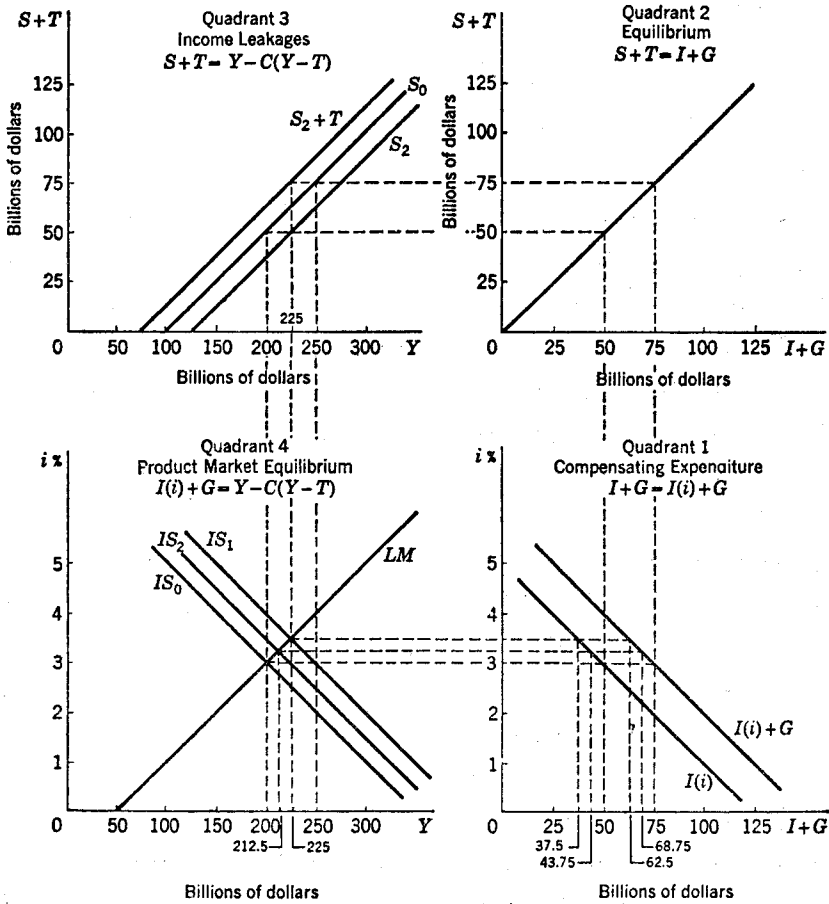 Quadrant 3
Income Leakages
S+T = Y–C(Y–T)
S+T
Billions of dollars
125
100
75
50
25
0
50
100
150
200
250
300
Y
225
S₂+T
S₀
S₂
Billions of dollars
Quadrant 2
Equilibrium
S+T=I+G
S+T
Billions of dollars
125
100
75
50
25
0
25
50
75
100
125
I+G
Billions of dollars
Quadrant 4
Product Market Equilibrium
I(i)+G=Y–C(Y–T)
i %
5
4
3
2
1
0
50
100
150
200
250
300
Y
IS₂
IS₁
IS₀
LM
212.5
225
Billions of dollars
Quadrant 1
Compensating Expenditure
I+G=I(i)+G
i %
5
4
3
2
1
0
25
50
75
100
125
I+G
I(i)+G
I(i)
37.5
43.75
68.75
62.5
Billions of dollars